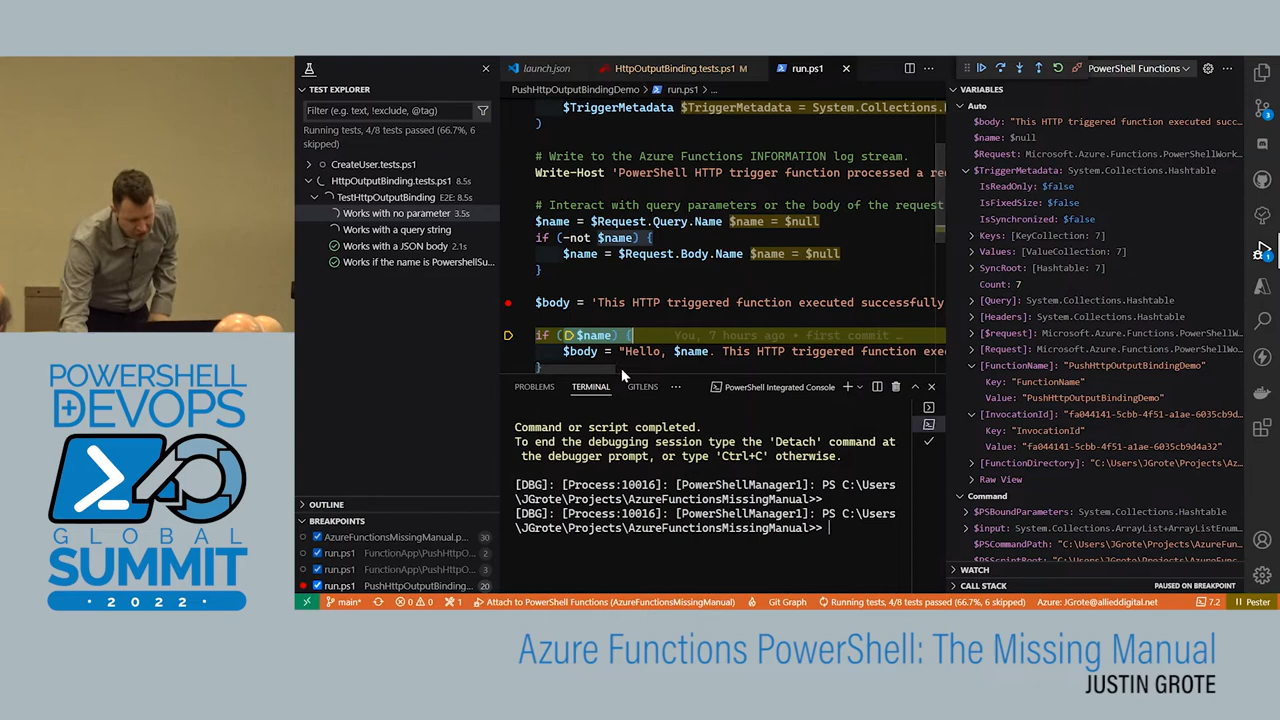 TEST EXPLORER
Filter (e.g. text, !exclude, @tag)
Running tests, 4/8 tests passed (66.7%, 6
skipped)
CreateUser.tests.ps1
HttpOutputBinding.tests.ps1 8.5s
TestHttpOutputBinding E2E: 8.5s
Works with no parameter 3.5s
Works with a query string
Works with a JSON body 2.1s
Works if the name is PowershellSu...
OUTLINE
BREAKPOINTS
AzureFunctionsMissingManual.p... 30
run.ps1 FunctionApp\PushHttpO... 2
run.ps1 FunctionApp\PushHttpO... 3
run.ps1 PushHttpOutputBinding... 20
launch.json
HttpOutputBinding.tests.ps1 M
run.ps1
PushHttpOutputBindingDemo > run.ps1 > ...
$TriggerMetadata $TriggerMetadata = System.Collections.
)
# Write to the Azure Functions INFORMATION log stream.
Write-Host 'PowerShell HTTP trigger function processed a re
# Interact with query parameters or the body of the request
$name = $Request.Query.Name $name = $null
if (-not $name) {
$name = $Request.Body.Name $name = $null
}
$body = 'This HTTP triggered function executed successfully
if ($name) { You, 7 hours ago • first commit …
$body = "Hello, $name. This HTTP triggered function exe
}
PROBLEMS TERMINAL GITLENS ... PowerShell Integrated Console
Command or script completed.
To end the debugging session type the 'Detach' command at
the debugger prompt, or type 'Ctrl+C' otherwise.
[DBG]: [Process:10016]: [PowerShellManager1]: PS C:\Users
\JGrote\Projects\AzureFunctionsMissingManual>>
[DBG]: [Process:10016]: [PowerShellManager1]: PS C:\Users
\JGrote\Projects\AzureFunctionsMissingManual>>
PowerShell Functions
VARIABLES
Auto
$body: "This HTTP triggered function executed succ...
$name: $null
$Request: Microsoft.Azure.Functions.PowerShellWork...
$TriggerMetadata: System.Collections.Hashtable
IsReadOnly: $false
IsFixedSize: $false
IsSynchronized: $false
Keys: [KeyCollection: 7]
Values: [ValueCollection: 7]
SyncRoot: [Hashtable: 7]
Count: 7
[Query]: System.Collections.Hashtable
[Headers]: System.Collections.Hashtable
[$request]: Microsoft.Azure.Functions.PowerShellWo...
[Request]: Microsoft.Azure.Functions.PowerShellWor...
[FunctionName]: "PushHttpOutputBindingDemo"
Key: "FunctionName"
Value: "PushHttpOutputBindingDemo"
[InvocationId]: "fa044141-5cbb-4f51-a1ae-6035cb9d4a...
Key: "InvocationId"
Value: "fa044141-5cbb-4f51-a1ae-6035cb9d4a32"
[FunctionDirectory]: "C:\Users\JGrote\Projects\Az...
Raw View
Command
$PSBoundParameters: System.Collections.Hashtable
$input: System.Collections.ArrayList+ArrayListEnum...
$PSCommandPath: "C:\Users\JGrote\Projects\AzureFun...
WATCH
CALL STACK PAUSED ON BREAKPOINT
main* 0 0 1 Attach to PowerShell Functions (AzureFunctionsMissingManual) Git Graph Running tests, 4/8 tests passed (66.7%, 6 skipped) Azure: JGrote@allieddigital.net 7.2 Pester
POWERSHELL
+DEVOPS
GLOBAL
SUMMIT
· 2022 ·
Azure Functions PowerShell: The Missing Manual
JUSTIN GROTE